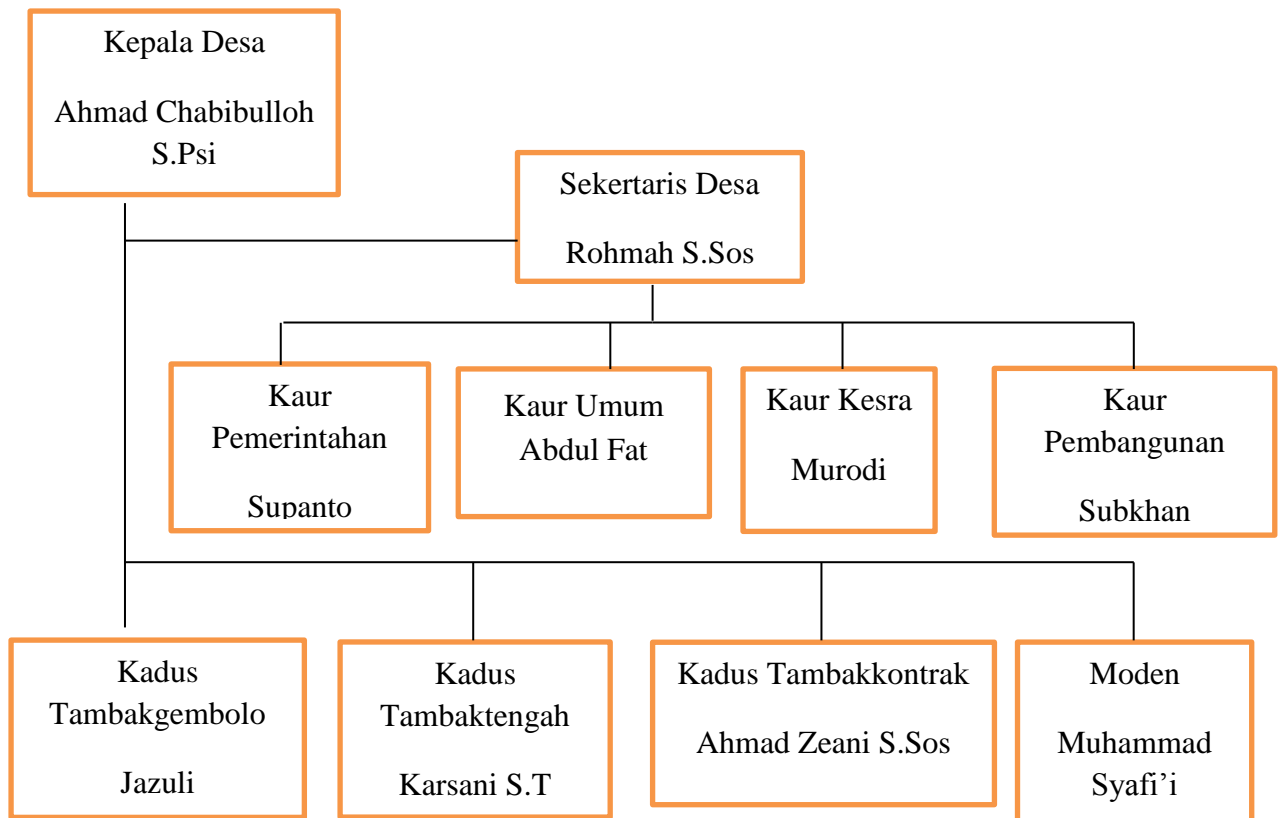 Kepala Desa
Ahmad Chabibulloh
S.Psi
Sekertaris Desa
Rohmah S.Sos
Kaur
Pemerintahan
Supanto
Kaur Umum
Abdul Fat
Kaur Kesra
Murodi
Kaur
Pembangunan
Subkhan
Kadus
Tambakgembolo
Jazuli
Kadus
Tambaktengah
Karsani S.T
Kadus Tambakkontrak
Ahmad Zeani S.Sos
Moden
Muhammad
Syafi’i